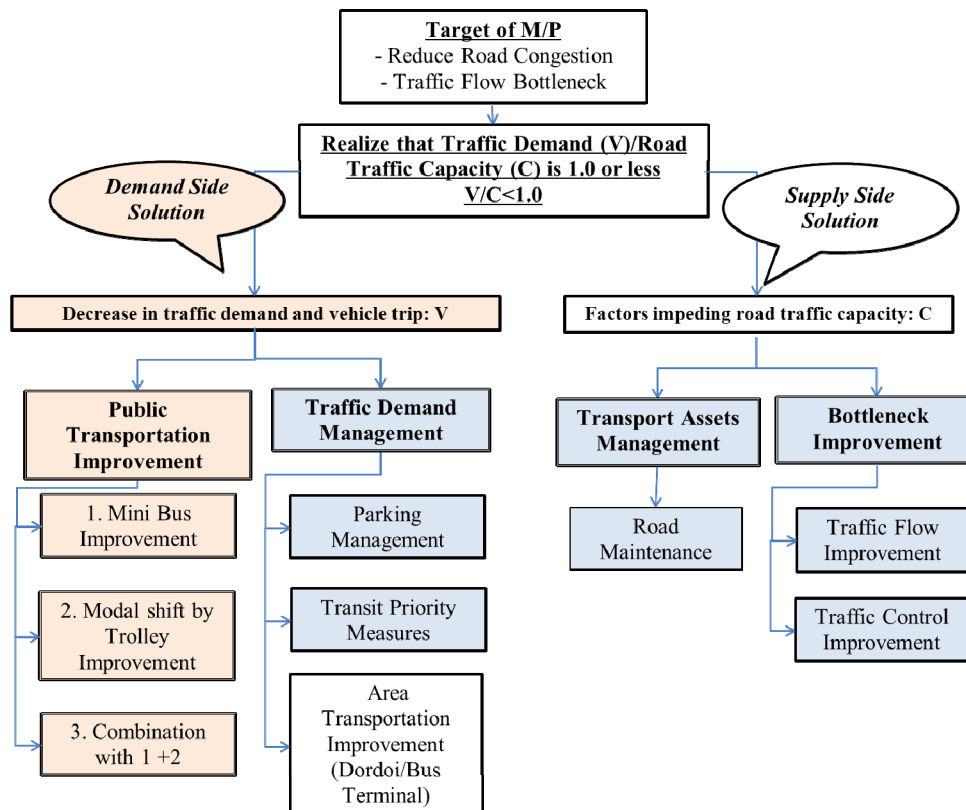 Target of M/P
- Reduce Road Congestion
- Traffic Flow Bottleneck
Realize that Traffic Demand (V)/Road
Traffic Capacity (C) is 1.0 or less
V/C<1.0
Demand Side
Solution
Supply Side
Solution
Decrease in traffic demand and vehicle trip: V
Factors impeding road traffic capacity: C
Public
Transportation
Improvement
Traffic Demand
Management
Transport Assets
Management
Bottleneck
Improvement
1. Mini Bus
Improvement
2. Modal shift by
Trolley
Improvement
3. Combination
with 1 +2
Parking
Management
Transit Priority
Measures
Area
Transportation
Improvement
(Dordoi/Bus
Terminal)
Road
Maintenance
Traffic Flow
Improvement
Traffic Control
Improvement